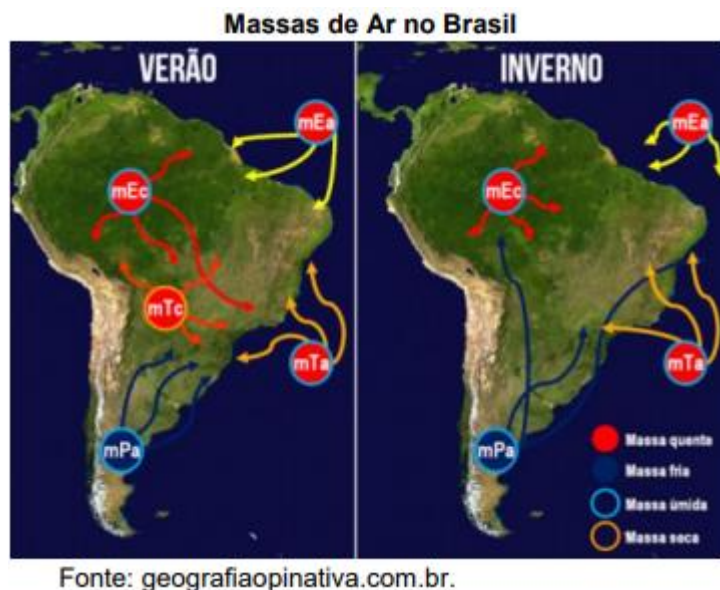 Massas de Ar no Brasil
VERÃO
mEa
mEc
mTc
mTa
mPa
INVERNO
mEa
mEc
mTa
mPa
Massa quente
Massa fria
Massa úmida
Massa seca
Fonte: geografiaopinativa.com.br.